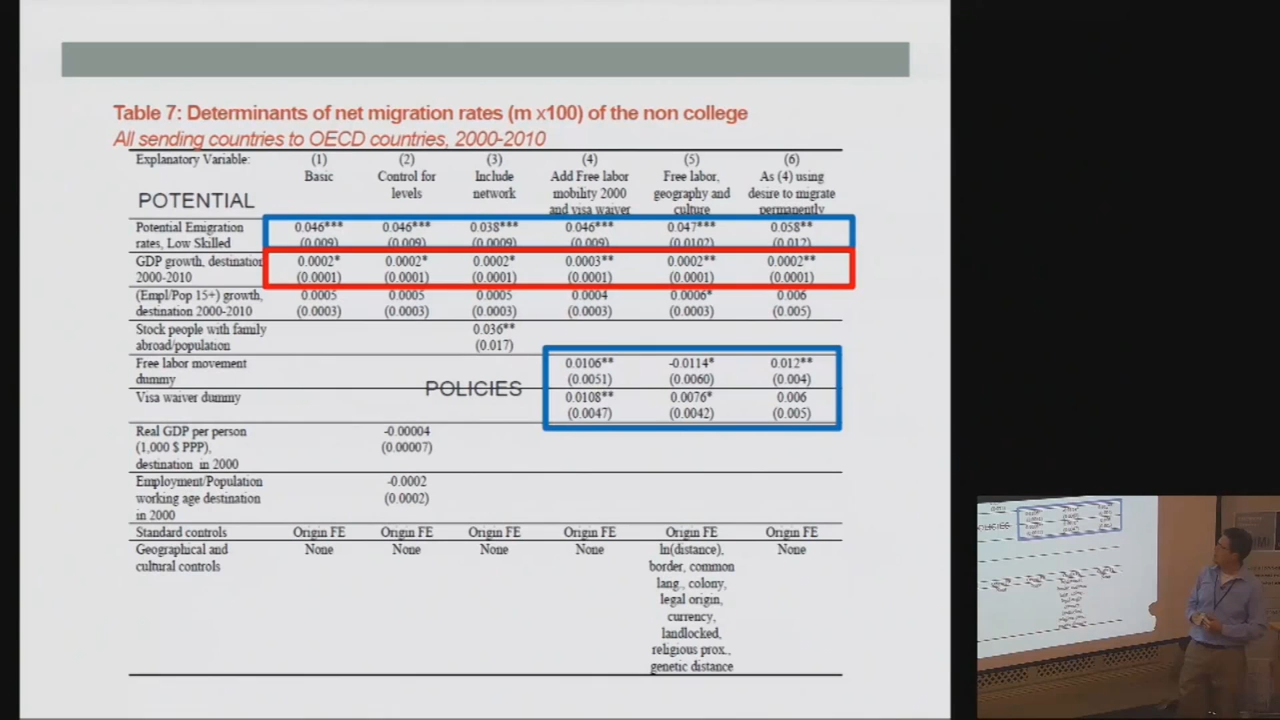 Table 7: Determinants of net migration rates (m x100) of the non college
All sending countries to OECD countries, 2000-2010
Explanatory Variable: (1) (2) (3) (4) (5) (6)
Basic Control for Include Add Free labor Free labor, As (4) using
levels network mobility 2000 geography and desire to migrate
and visa waiver culture permanently
POTENTIAL
Potential Emigration 0.046*** 0.046*** 0.038*** 0.046*** 0.047*** 0.058**
rates, Low Skilled (0.009) (0.009) (0.0009) (0.009) (0.0102) (0.012)
GDP growth, destination 0.0002* 0.0002* 0.0002* 0.0003** 0.0002** 0.0002**
2000-2010 (0.0001) (0.0001) (0.0001) (0.0001) (0.0001) (0.0001)
(Empl/Pop 15+) growth, 0.0005 0.0005 0.0005 0.0004 0.0006* 0.006
destination 2000-2010 (0.0003) (0.0003) (0.0003) (0.0003) (0.0003) (0.005)
Stock people with family 0.036**
abroad/population (0.017)
Free labor movement 0.0106** -0.0114* 0.012**
dummy (0.0051) (0.0060) (0.004)
POLICIES
Visa waiver dummy 0.0108** 0.0076* 0.006
(0.0047) (0.0042) (0.005)
Real GDP per person -0.00004
(1,000 $ PPP), (0.00007)
destination in 2000
Employment/Population -0.0002
working age destination (0.0002)
in 2000
Standard controls Origin FE Origin FE Origin FE Origin FE Origin FE Origin FE
Geographical and None None None None ln(distance), None
cultural controls border, common
lang., colony,
legal origin,
currency,
landlocked,
religious prox.,
genetic distance